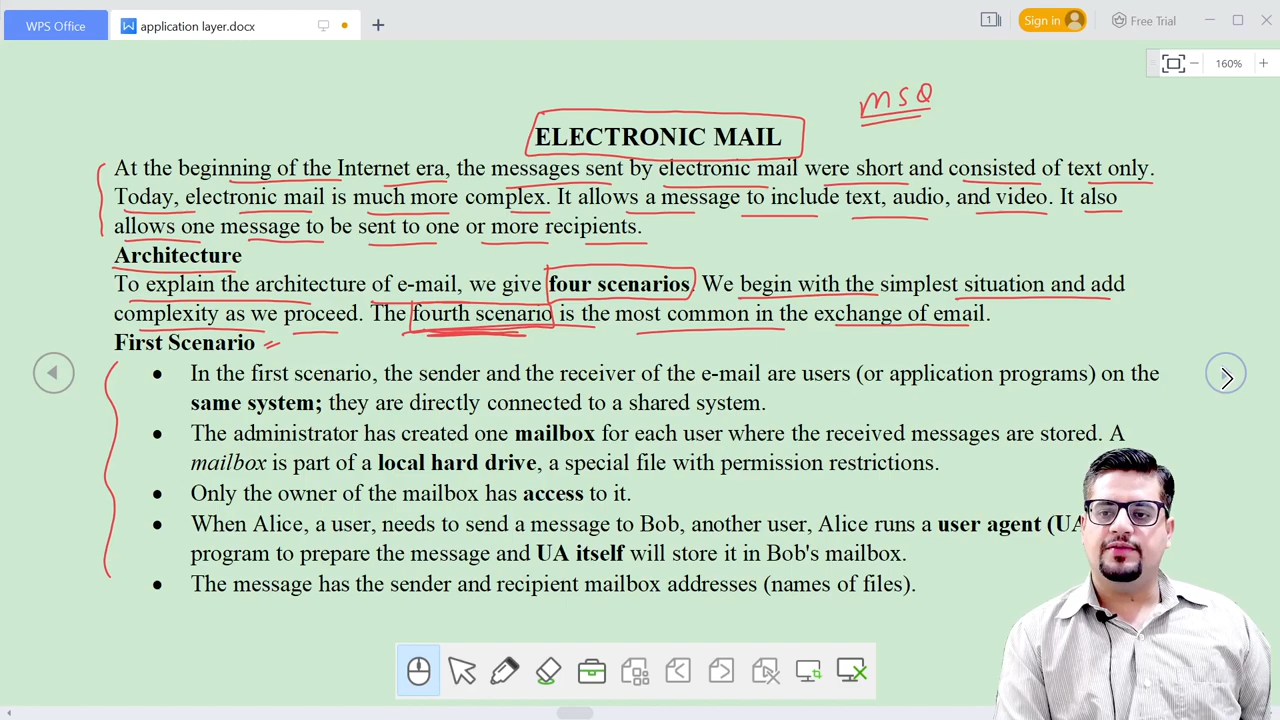 WPS Office
application layer.docx
1
Sign in
Free Trial
160%
MSQ
ELECTRONIC MAIL
At the beginning of the Internet era, the messages sent by electronic mail were short and consisted of text only.
Today, electronic mail is much more complex. It allows a message to include text, audio, and video. It also
allows one message to be sent to one or more recipients.
Architecture
To explain the architecture of e-mail, we give four scenarios. We begin with the simplest situation and add
complexity as we proceed. The fourth scenario is the most common in the exchange of email.
First Scenario
• In the first scenario, the sender and the receiver of the e-mail are users (or application programs) on the
same system; they are directly connected to a shared system.
• The administrator has created one mailbox for each user where the received messages are stored. A
mailbox is part of a local hard drive, a special file with permission restrictions.
• Only the owner of the mailbox has access to it.
• When Alice, a user, needs to send a message to Bob, another user, Alice runs a user agent (UA
program to prepare the message and UA itself will store it in Bob's mailbox.
• The message has the sender and recipient mailbox addresses (names of files).